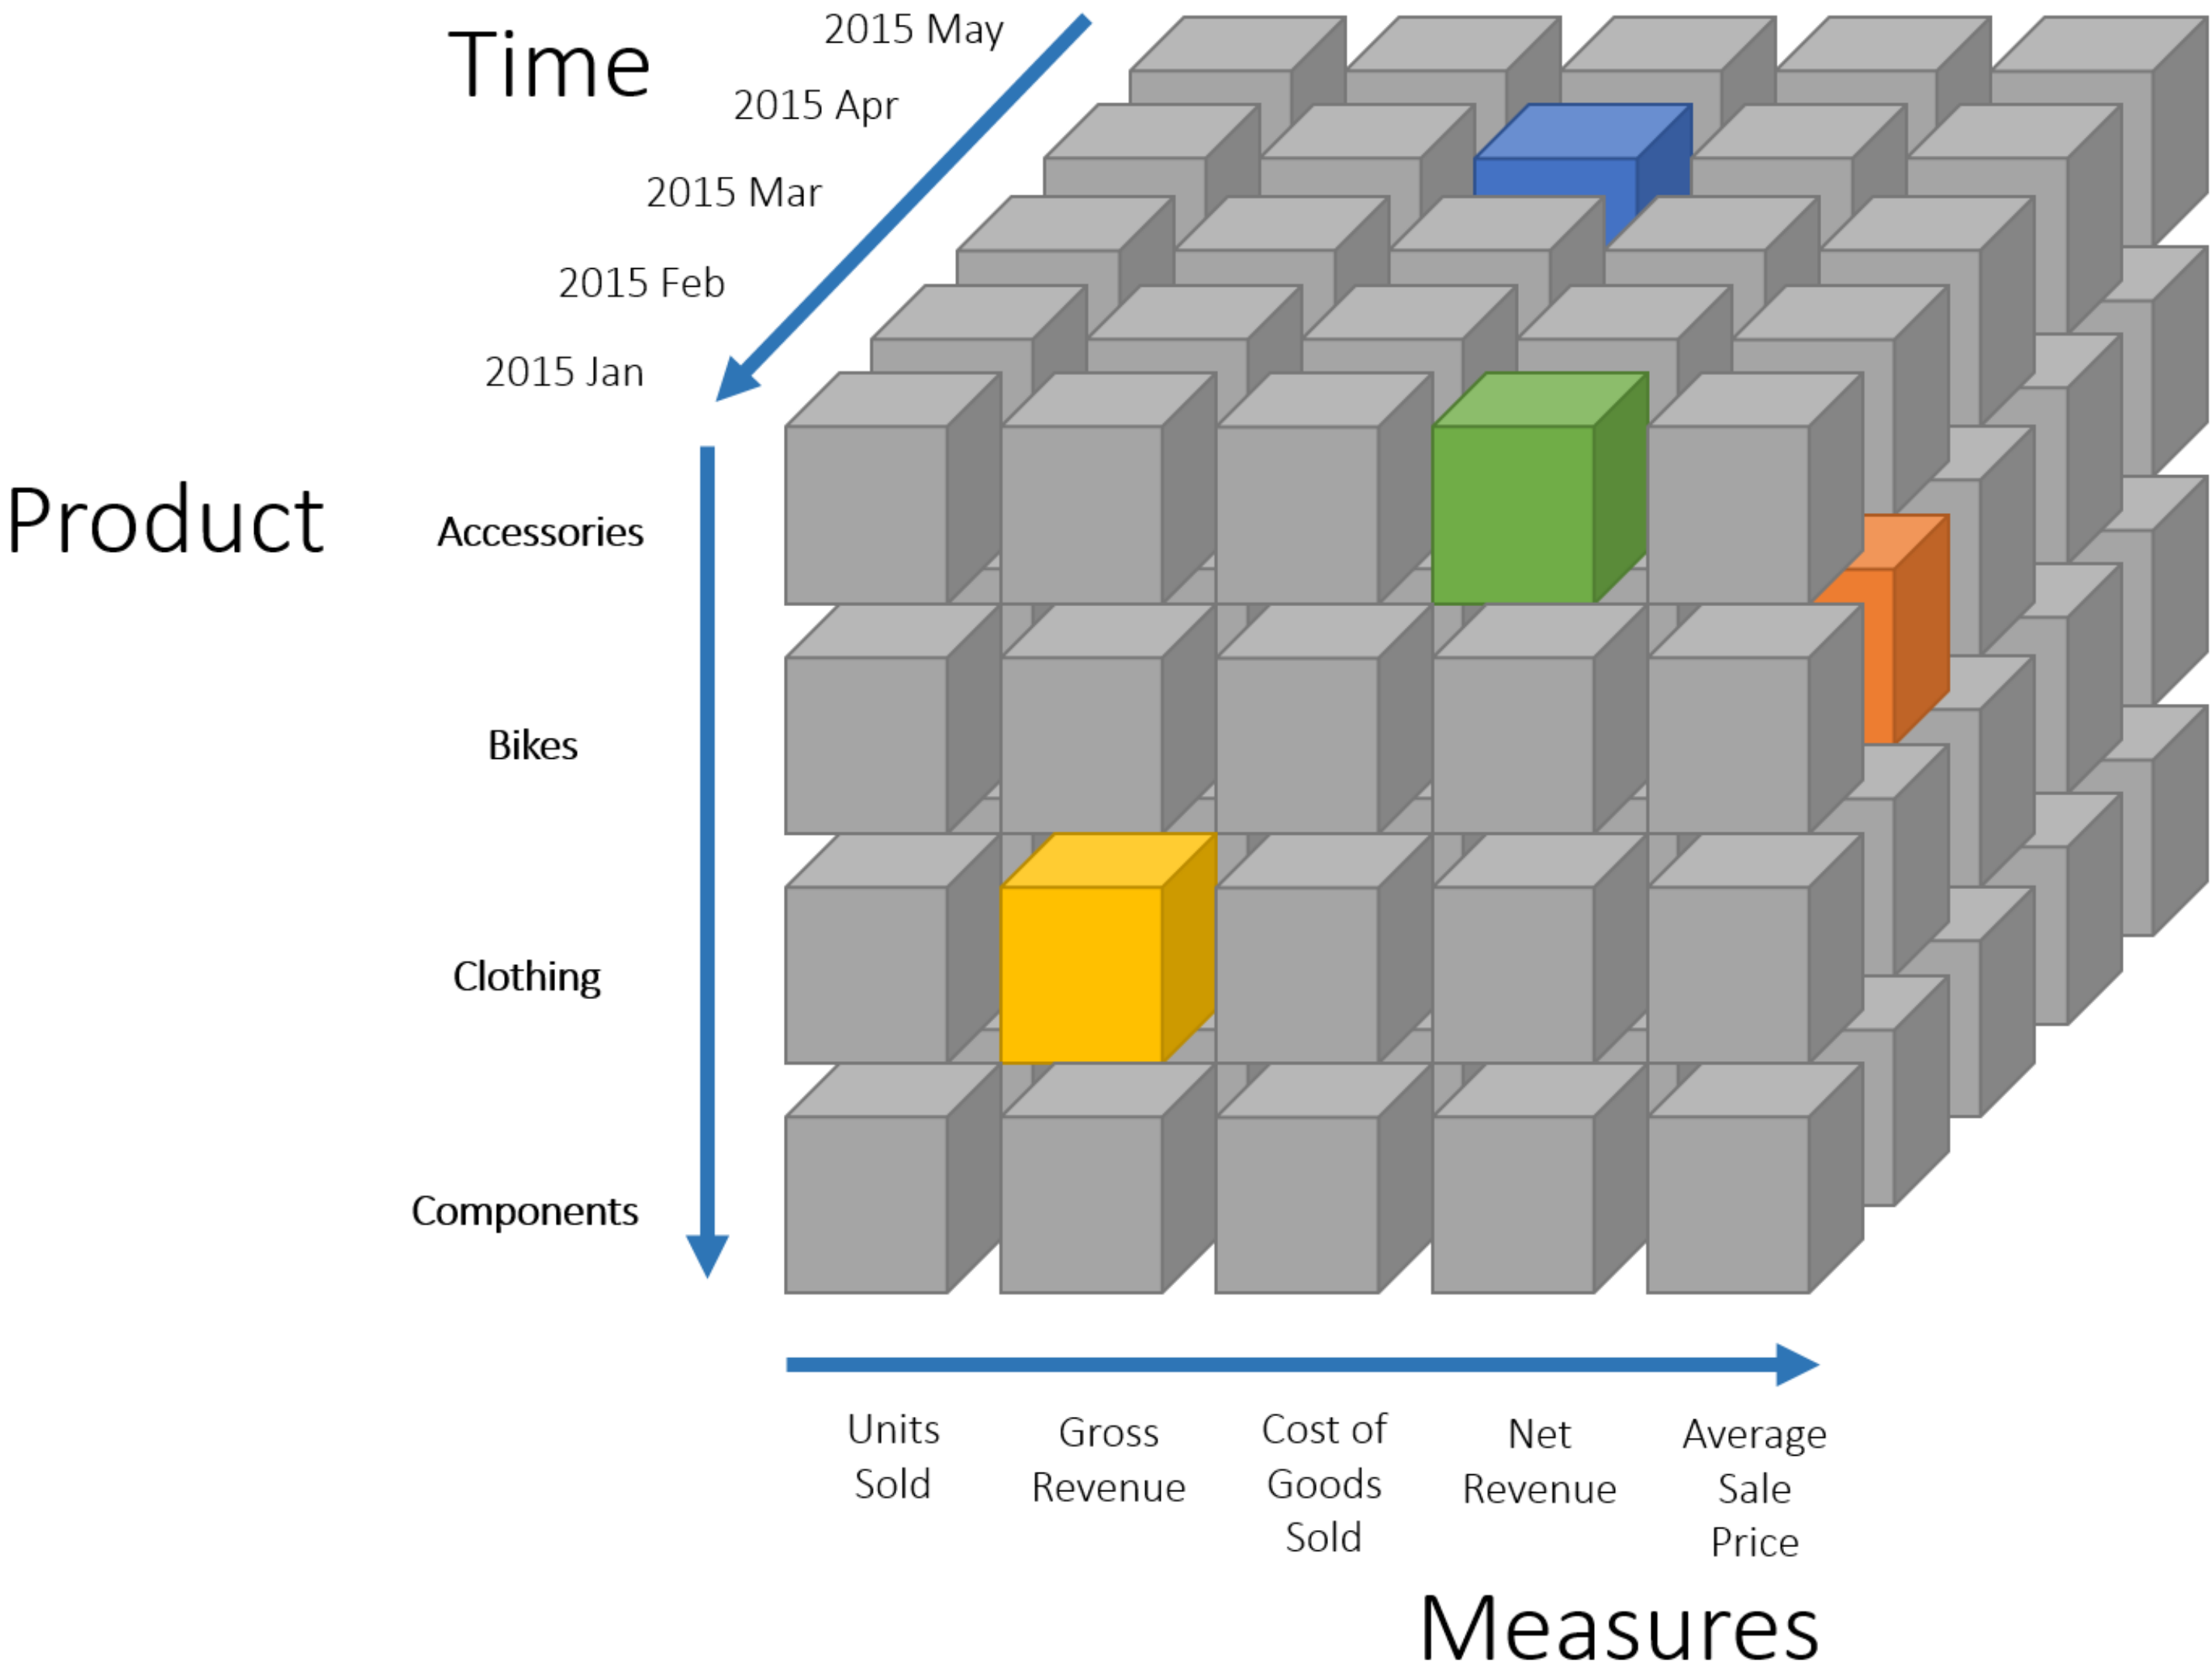 Time
2015 May
2015 Apr
2015 Mar
2015 Feb
2015 Jan
Product
Accessories
Bikes
Clothing
Components
Units
Sold
Gross
Revenue
Cost of
Goods
Sold
Net
Revenue
Average
Sale
Price
Measures